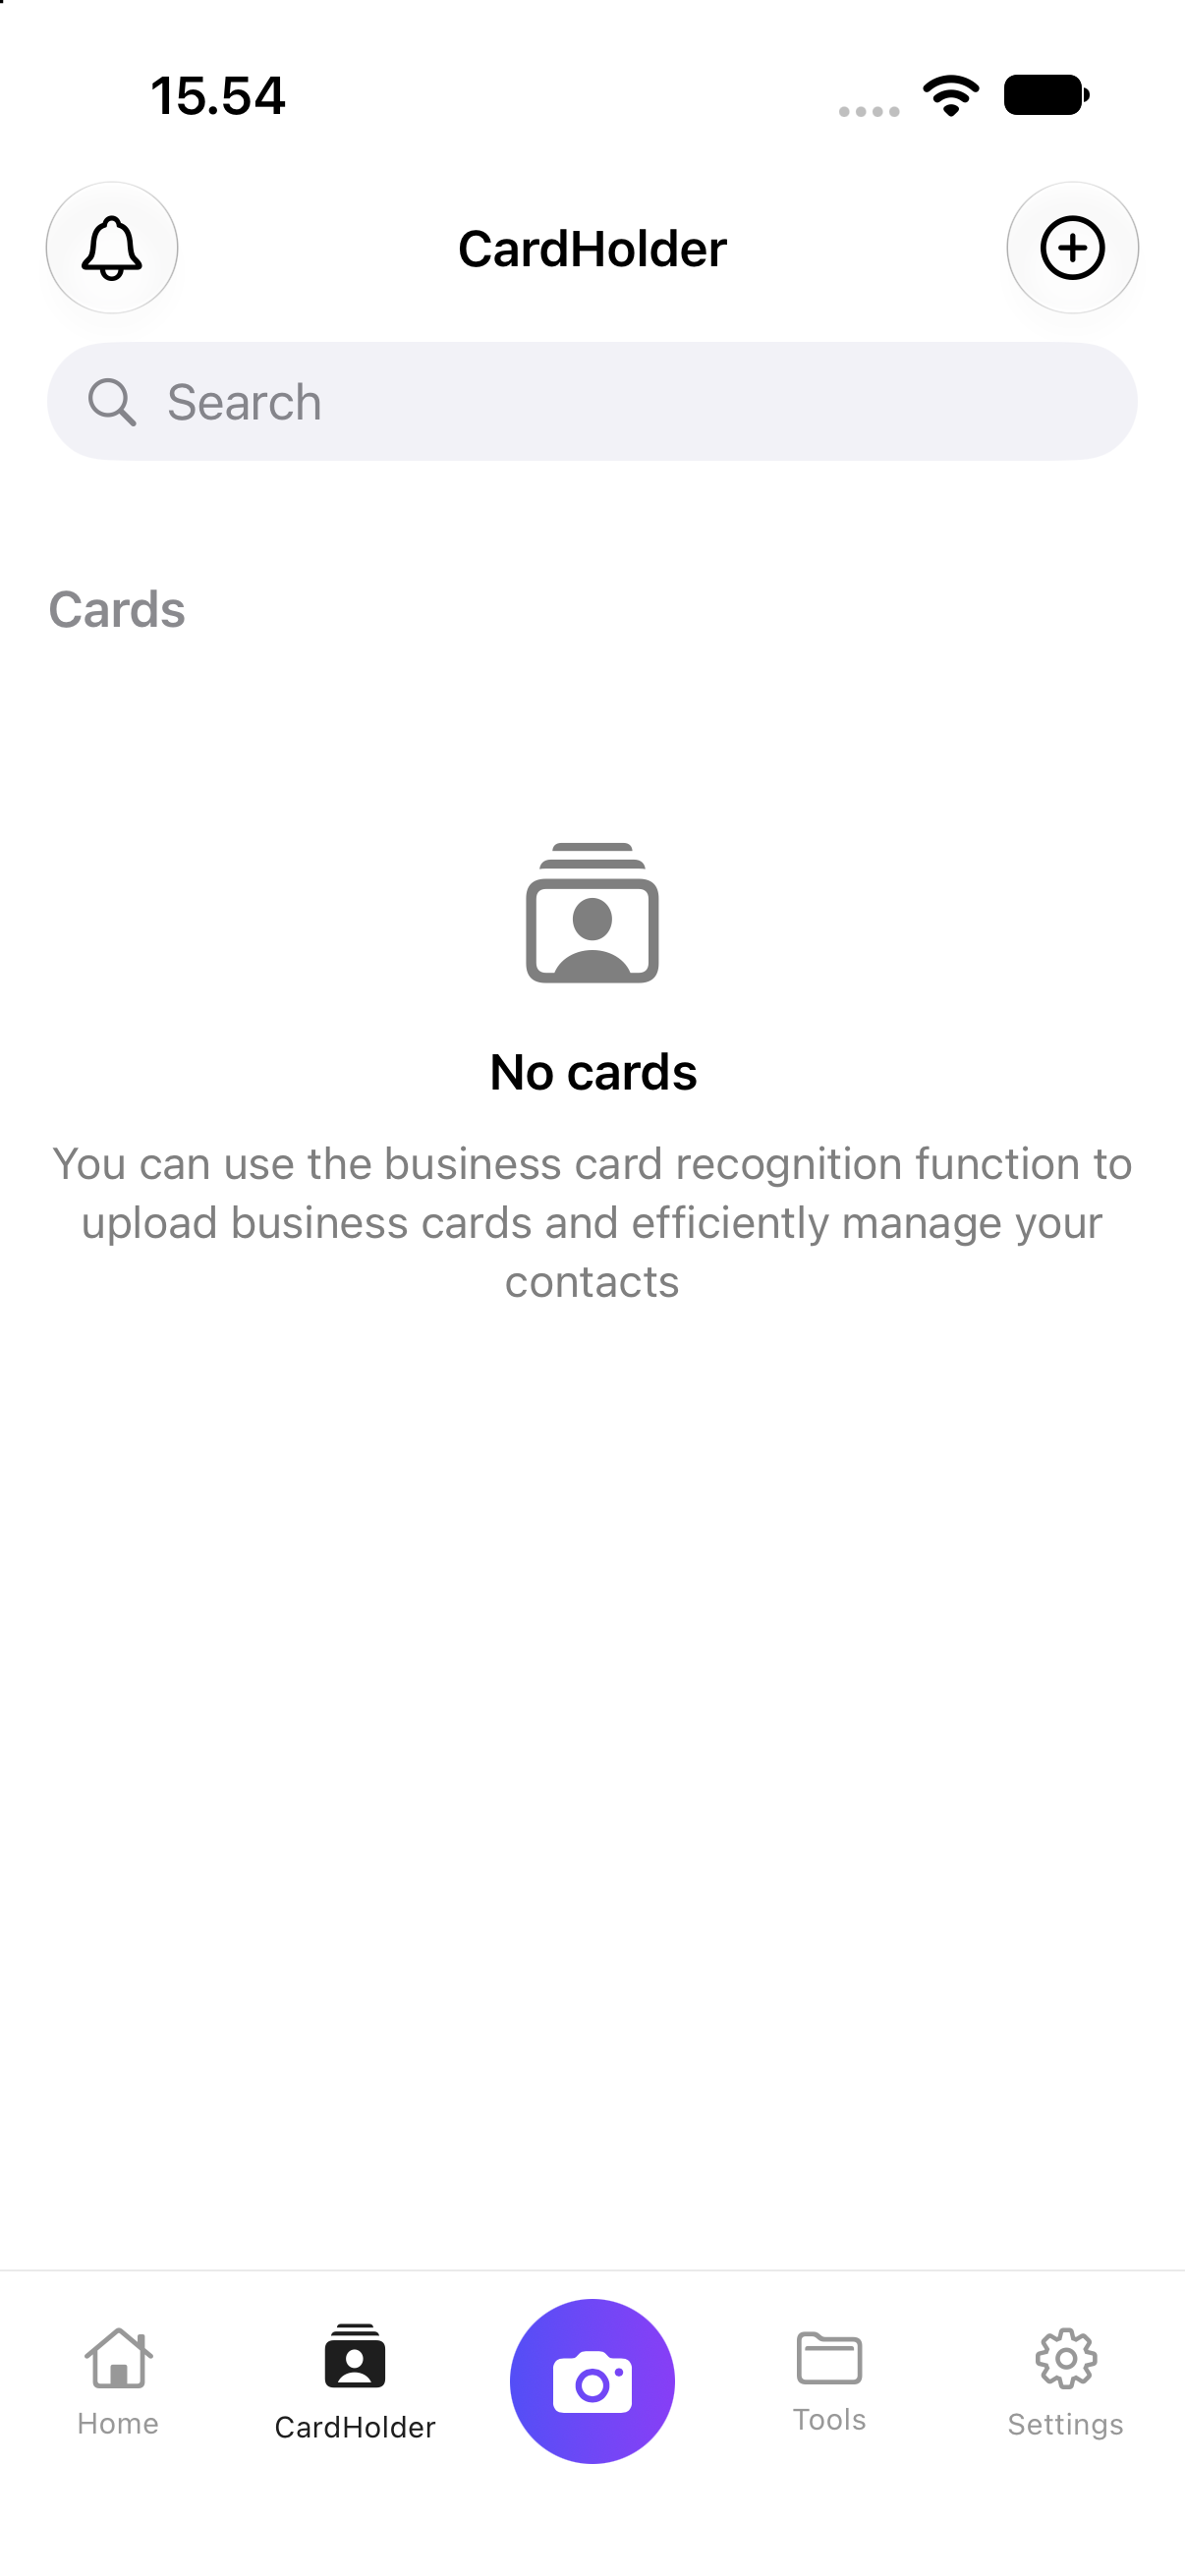 15.54
CardHolder
Search
Cards
No cards
You can use the business card recognition function to
upload business cards and efficiently manage your
contacts
Home
CardHolder
Tools
Settings